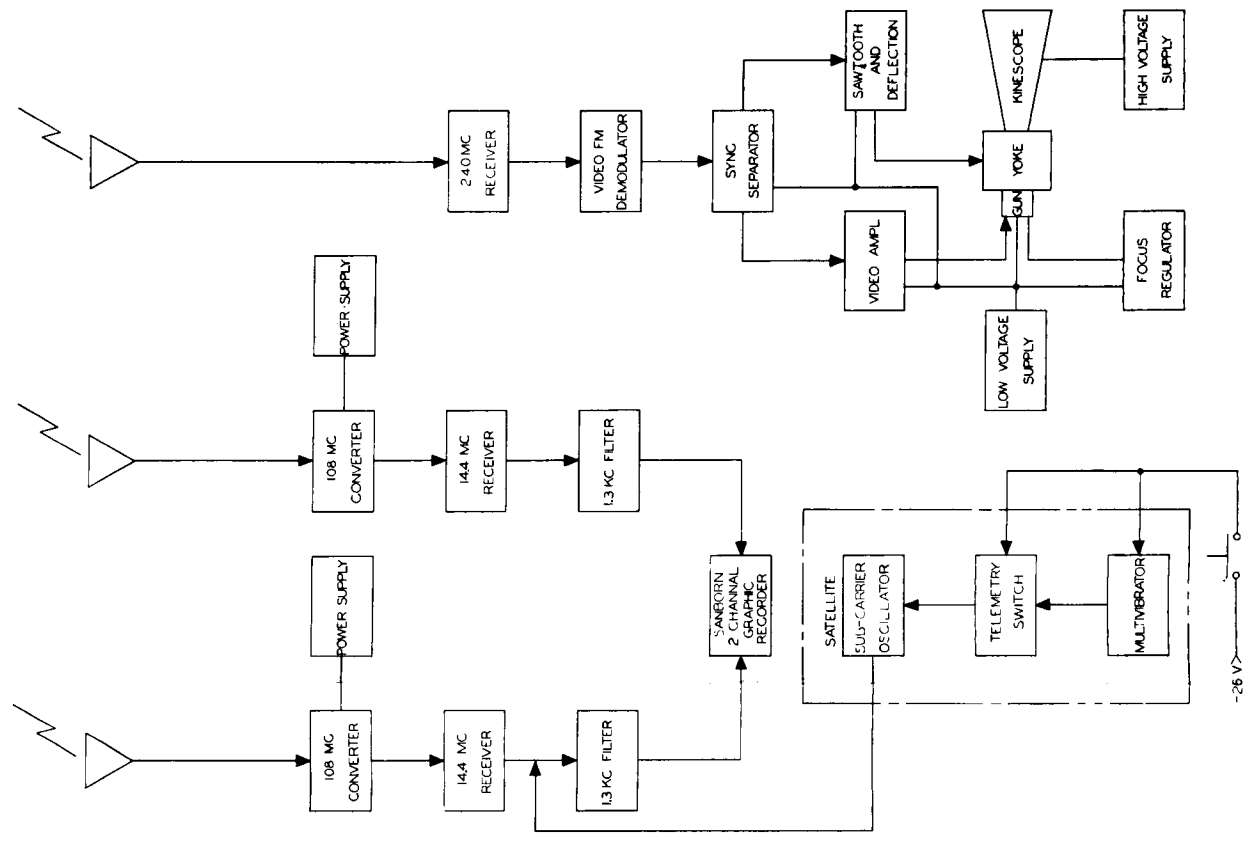 240 MC
RECEIVER
VIDEO FM
DEMODULATOR
SYNC
SEPARATOR
SAWTOOTH
AND
DEFLECTION
KINESCOPE
YOKE
GUN
HIGH VOLTAGE
SUPPLY
VIDEO AMPL
FOCUS
REGULATOR
LOW VOLTAGE
SUPPLY
POWER SUPPLY
108 MC
CONVERTER
14.4 MC
RECEIVER
1.3 KC FILTER
POWER SUPPLY
108 MC
CONVERTER
14.4 MC
RECEIVER
1.3 KC FILTER
SANBORN
2 CHANNEL
GRAPHIC
RECORDER
SATELLITE
SUB-CARRIER
OSCILLATOR
TELEMETRY
SWITCH
MULTIVIBRATOR
-26 V